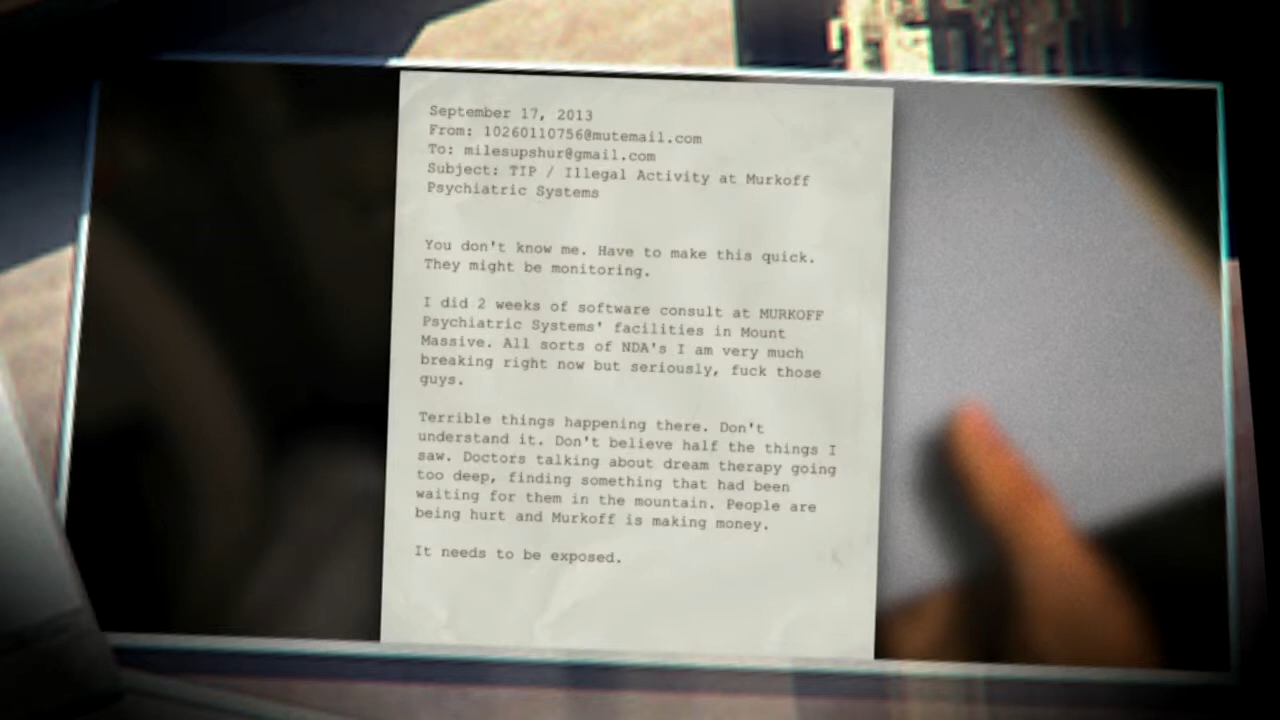 September 17, 2013
From: 10260110756@mutemail.com
To: milesupshur@gmail.com
Subject: TIP / Illegal Activity at Murkoff
Psychiatric Systems
You don't know me. Have to make this quick.
They might be monitoring.
I did 2 weeks of software consult at MURKOFF
Psychiatric Systems' facilities in Mount
Massive. All sorts of NDA's I am very much
breaking right now but seriously, fuck those
guys.
Terrible things happening there. Don't
understand it. Don't believe half the things I
saw. Doctors talking about dream therapy going
too deep, finding something that had been
waiting for them in the mountain. People are
being hurt and Murkoff is making money.
It needs to be exposed.